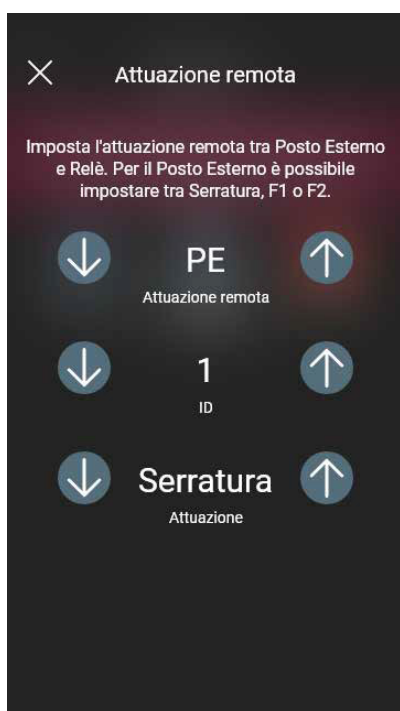 Attuazione remota
Imposta l'attuazione remota tra Posto Esterno
e Relè. Per il Posto Esterno è possibile
impostare tra Serratura, F1 o F2.
PE
Attuazione remota
1
ID
Serratura
Attuazione